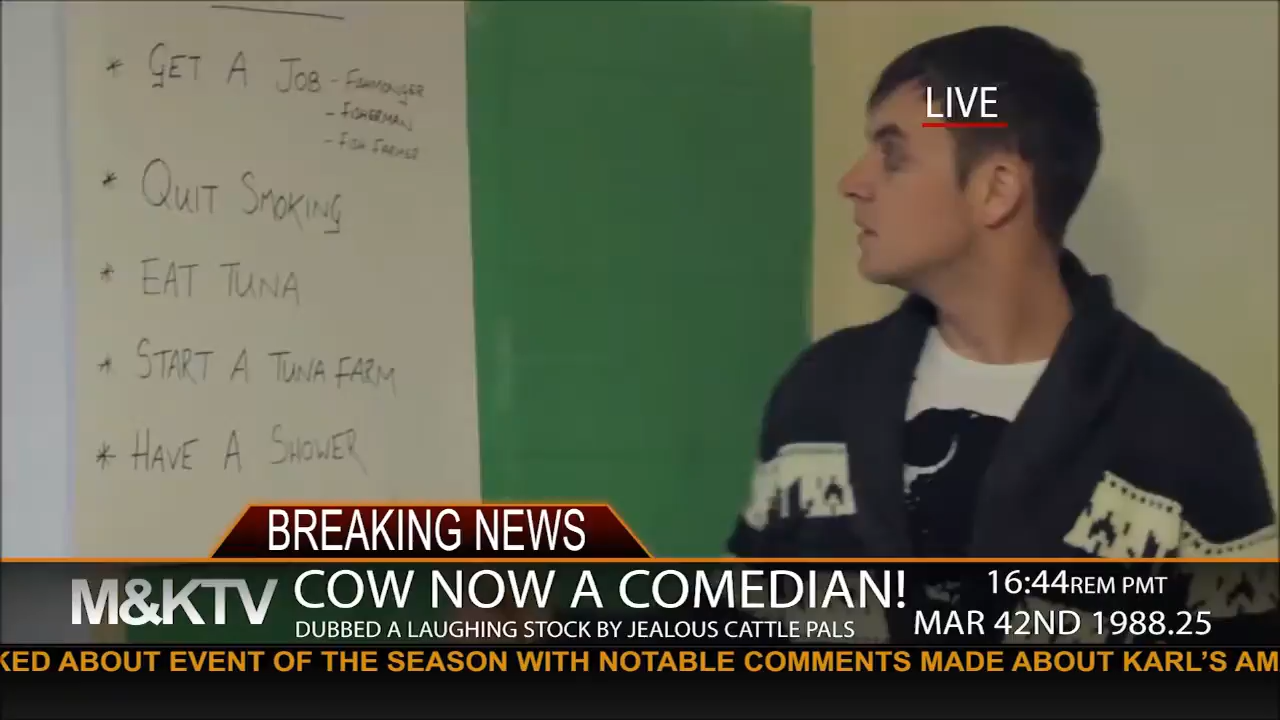 * GET A JOB - FISHMONGER
- FISHERMAN
- FISH FARMER
* QUIT SMOKING
* EAT TUNA
* START A TUNA FARM
* HAVE A SHOWER
LIVE
BREAKING NEWS
M&KTV
COW NOW A COMEDIAN!
DUBBED A LAUGHING STOCK BY JEALOUS CATTLE PALS
16:44REM PMT
MAR 42ND 1988.25
KED ABOUT EVENT OF THE SEASON WITH NOTABLE COMMENTS MADE ABOUT KARL'S AM